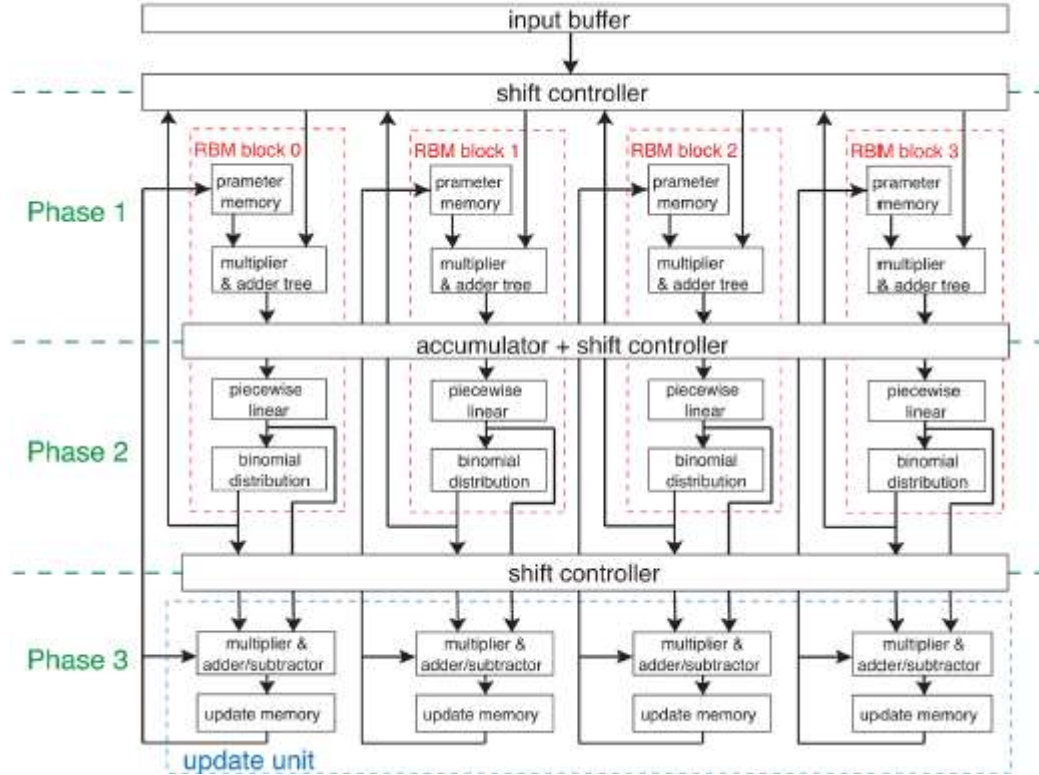 input buffer
shift controller
RBM block 0
RBM block 1
RBM block 2
RBM block 3
Phase 1
prameter
memory
prameter
memory
prameter
memory
prameter
memory
multiplier
& adder tree
multiplier
& adder tree
multiplier
& adder tree
multiplier
& adder tree
accumulator + shift controller
Phase 2
piecewise
linear
piecewise
linear
piecewise
linear
piecewise
linear
binomial
distribution
binomial
distribution
binomial
distribution
binomial
distribution
shift controller
Phase 3
multiplier &
adder/subtractor
multiplier &
adder/subtractor
multiplier &
adder/subtractor
multiplier &
adder/subtractor
update memory
update memory
update memory
update memory
update unit